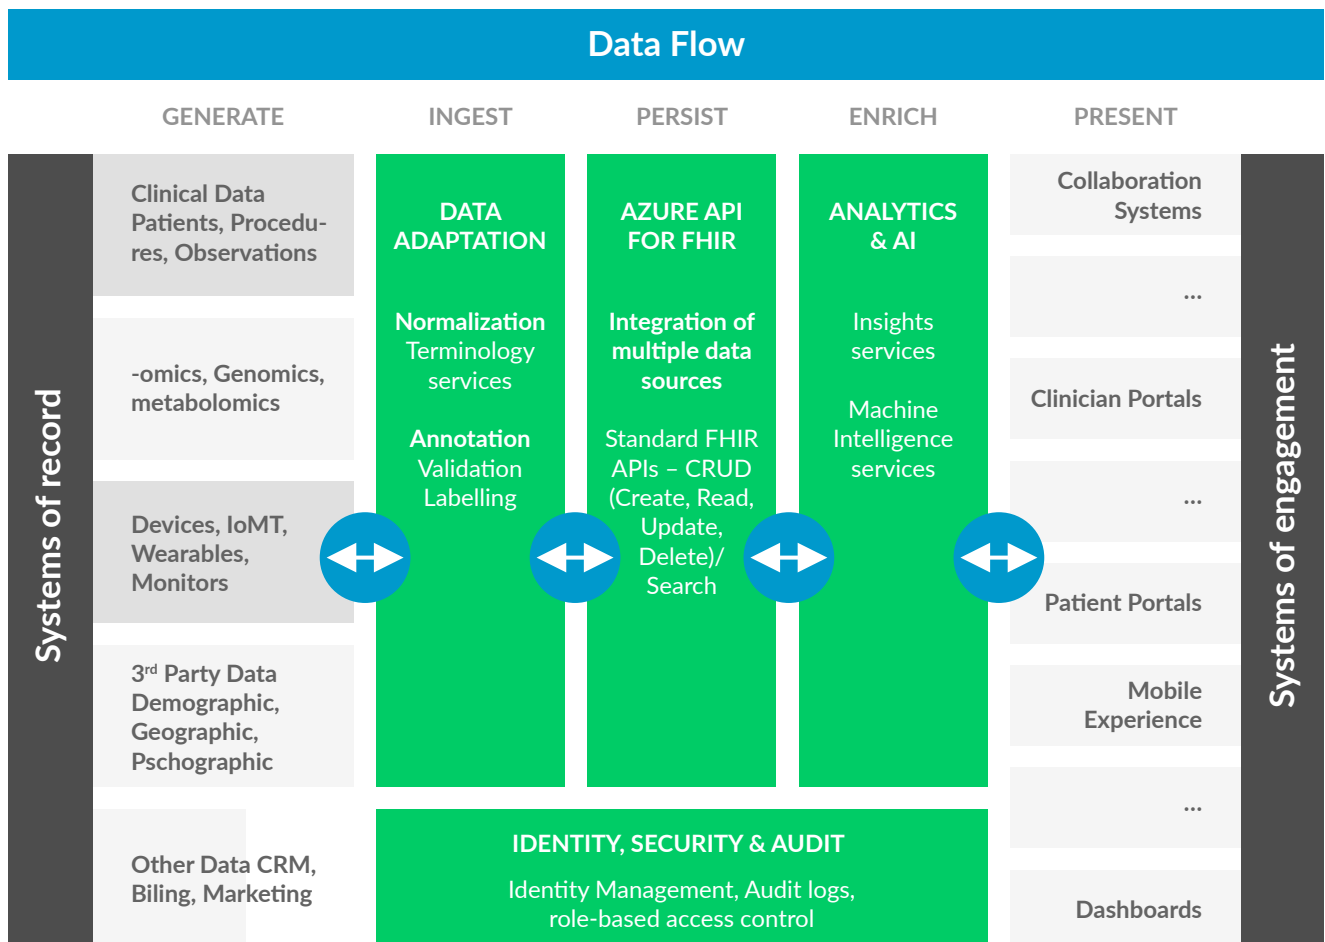 Data Flow
GENERATE
INGEST
PERSIST
ENRICH
PRESENT
Systems of record
Clinical Data
Patients, Procedu-
res, Observations
-omics, Genomics,
metabolomics
Devices, IoMT,
Wearables,
Monitors
3rd Party Data
Demographic,
Geographic,
Pschographic
Other Data CRM,
Biling, Marketing
DATA
ADAPTATION
Normalization
Terminology
services
Annotation
Validation
Labelling
AZURE API
FOR FHIR
Integration of
multiple data
sources
Standard FHIR
APIs – CRUD
(Create, Read,
Update,
Delete)/
Search
ANALYTICS
& AI
Insights
services
Machine
Intelligence
services
IDENTITY, SECURITY & AUDIT
Identity Management, Audit logs,
role-based access control
Collaboration
Systems
...
Clinician Portals
...
Patient Portals
Mobile
Experience
...
Dashboards
Systems of engagement